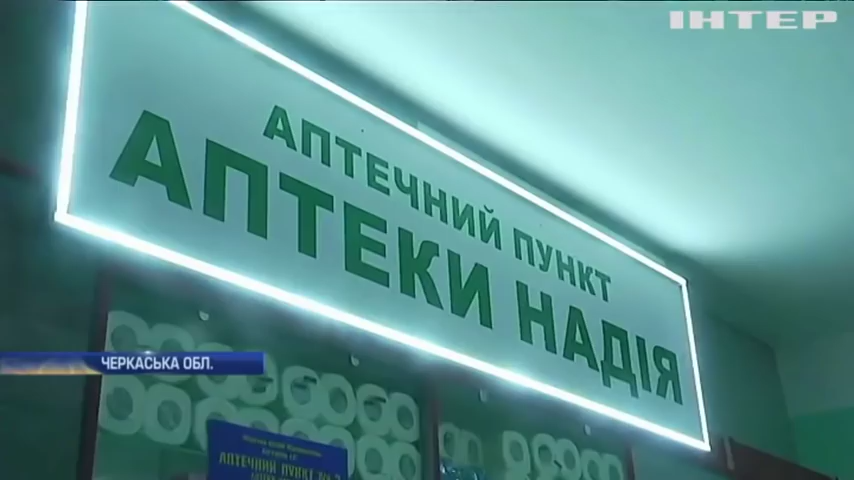 ІНТЕР
АПТЕЧНИЙ ПУНКТ
АПТЕКИ НАДІЯ
ЧЕРКАСЬКА ОБЛ.
АПТЕЧНИЙ ПУНКТ